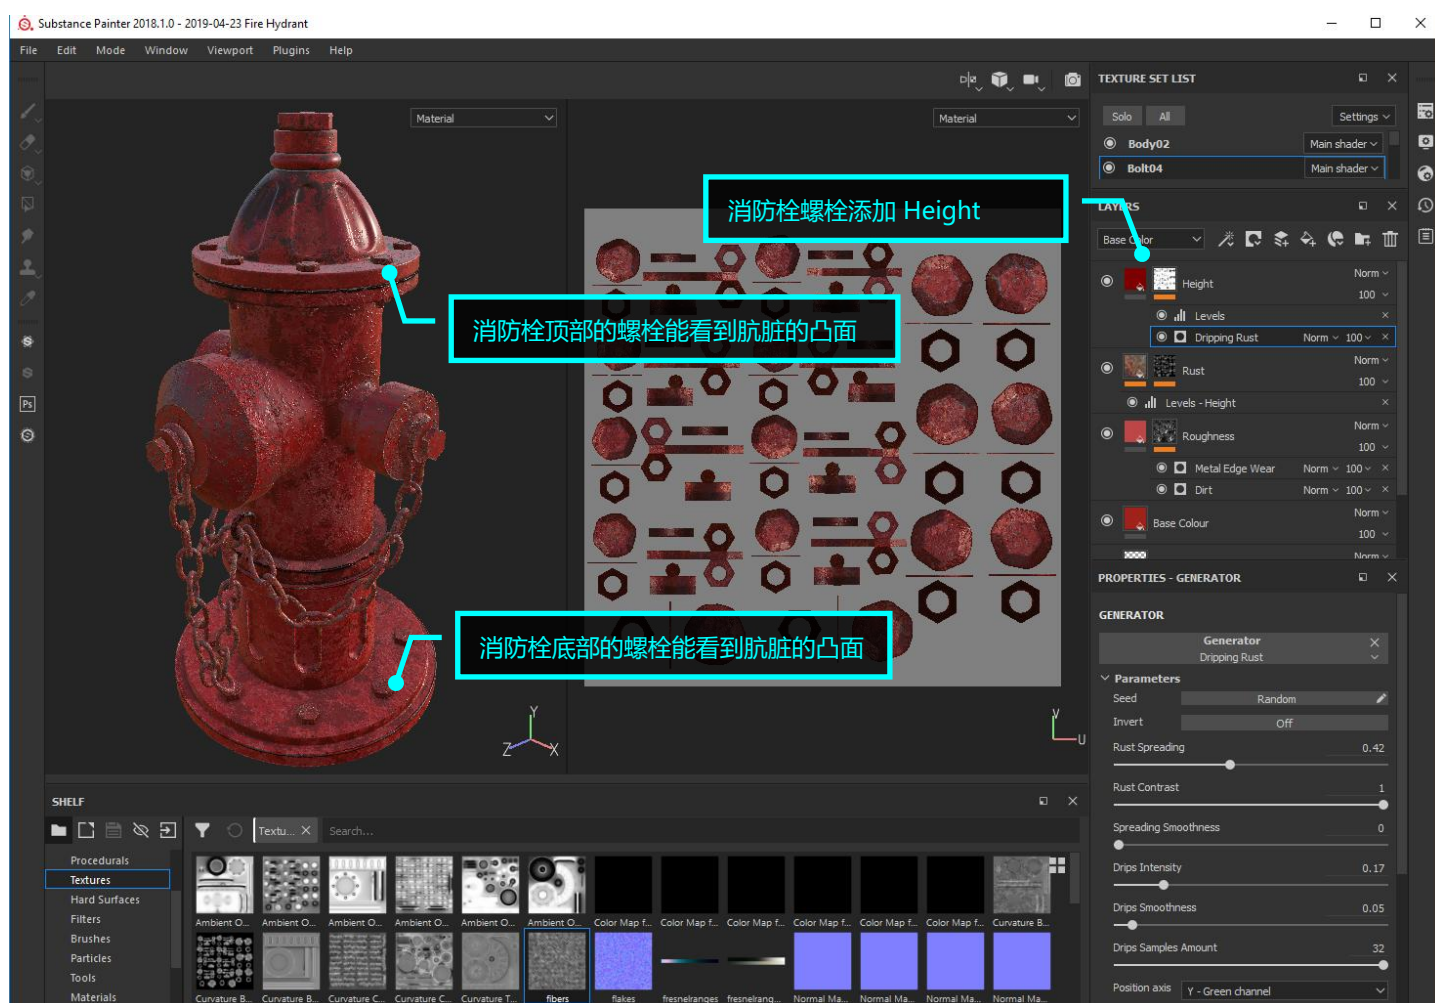 Substance Painter 2018.1.0 - 2019-04-23 Fire Hydrant
File Edit Mode Window Viewport Plugins Help
Material
Material
TEXTURE SET LIST
Solo All Settings
Body02 Main shader
Bolt04 Main shader
消防栓螺栓添加 Height
LAYERS
Base Color
Height Norm
100
Levels
Dripping Rust Norm 100
消防栓顶部的螺栓能看到肮脏的凸面
Rust Norm
100
Levels - Height
Roughness Norm
100
Metal Edge Wear Norm 100
Dirt Norm 100
Base Colour Norm
100
Norm
消防栓底部的螺栓能看到肮脏的凸面
Y
Z X
V
U
PROPERTIES - GENERATOR
GENERATOR
Generator
Dripping Rust
Parameters
Seed Random
Invert Off
Rust Spreading 0.42
Rust Contrast 1
Spreading Smoothness 0
Drips Intensity 0.17
Drips Smoothness 0.05
Drips Samples Amount 32
Position axis Y - Green channel
Ps
SHELF
Textu... Search...
Procedurals
Textures
Hard Surfaces
Filters
Brushes
Particles
Tools
Materials
Ambient O... Ambient O... Ambient O... Ambient O... Ambient O... Ambient O... Color Map f... Color Map f... Color Map f... Color Map f... Color Map f... Color Map f... Curvature B...
Curvature B... Curvature B... Curvature C... Curvature C... Curvature T... fibers flakes fresnelranges fresnelrang... Normal Ma... Normal Ma... Normal Ma... Normal Ma...